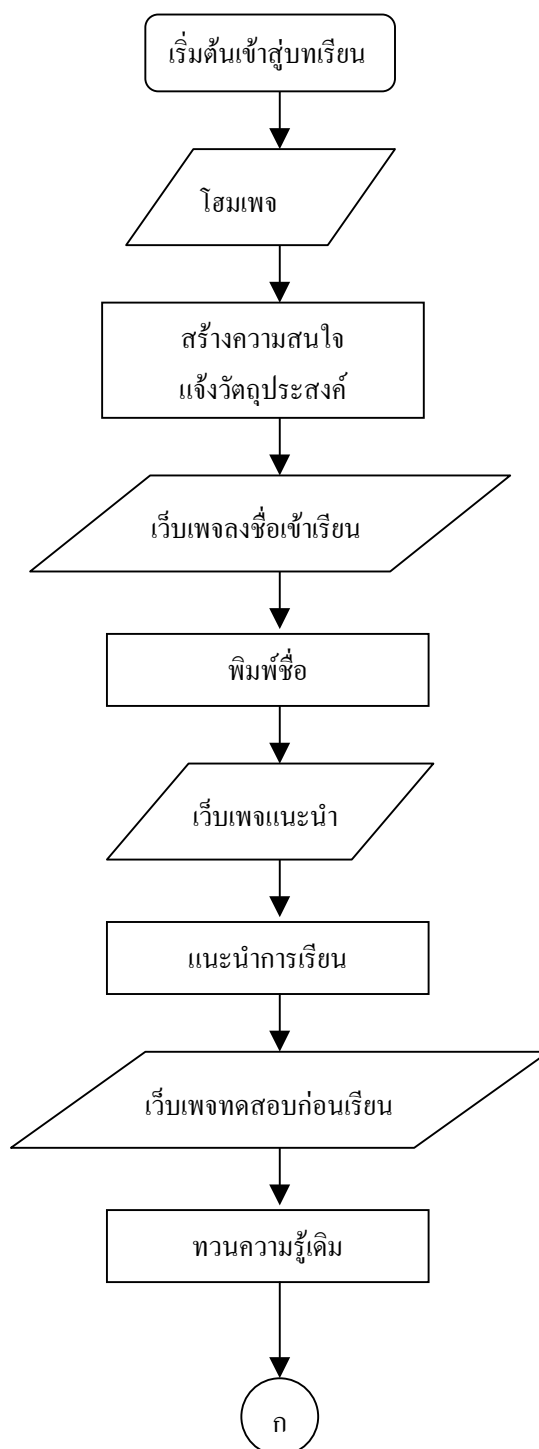 เริ่มต้นเข้าสู่บทเรียน
โฮมเพจ
สร้างความสนใจ
แจ้งวัตถุประสงค์
เว็บเพจลงชื่อเข้าเรียน
พิมพ์ชื่อ
เว็บเพจแนะนำ
แนะนำการเรียน
เว็บเพจทดสอบก่อนเรียน
ทวนความรู้เดิม
ก